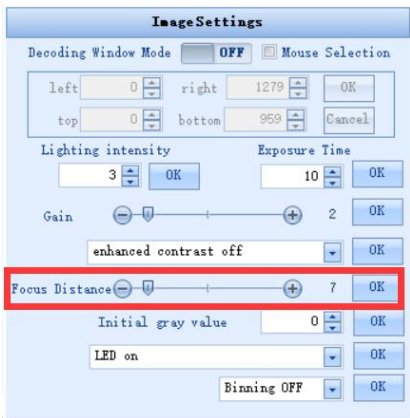 ImageSettings
Decoding Window Mode OFF Mouse Selection
left 0 right 1279 OK
top 0 bottom 959 Cancel
Lighting intensity Exposure Time
3 OK 10 OK
Gain 2 OK
enhanced contrast off OK
Focus Distance 7 OK
Initial gray value 0 OK
LED on OK
Binning OFF OK